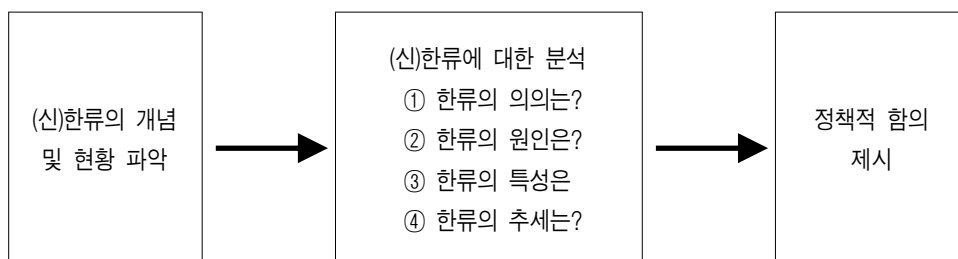 (신)한류의 개념
및 현황 파악
(신)한류에 대한 분석
① 한류의 의의는?
② 한류의 원인은?
③ 한류의 특성은
④ 한류의 추세는?
정책적 함의
제시